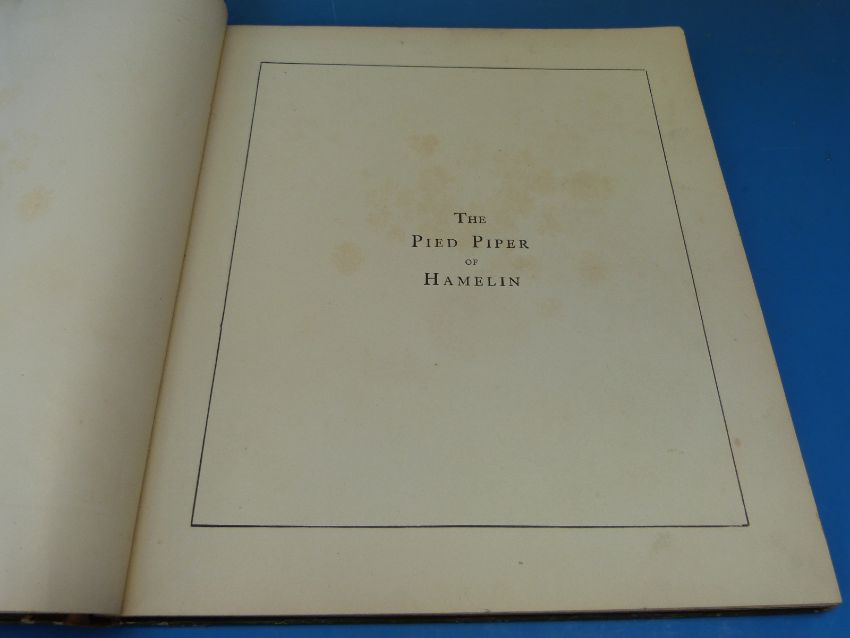 The
Pied Piper
of
Hamelin